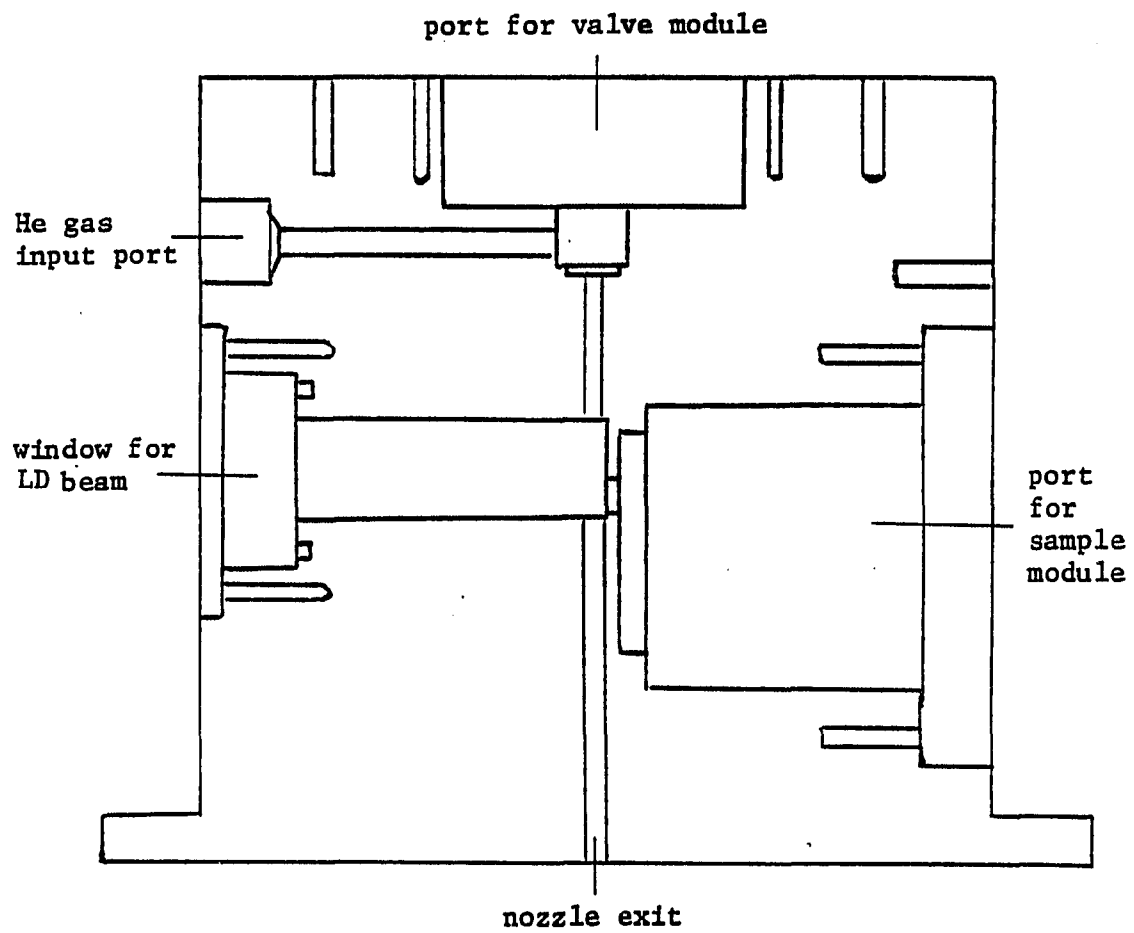 port for valve module
He gas
input port
window for
LD beam
port
for
sample
module
nozzle exit